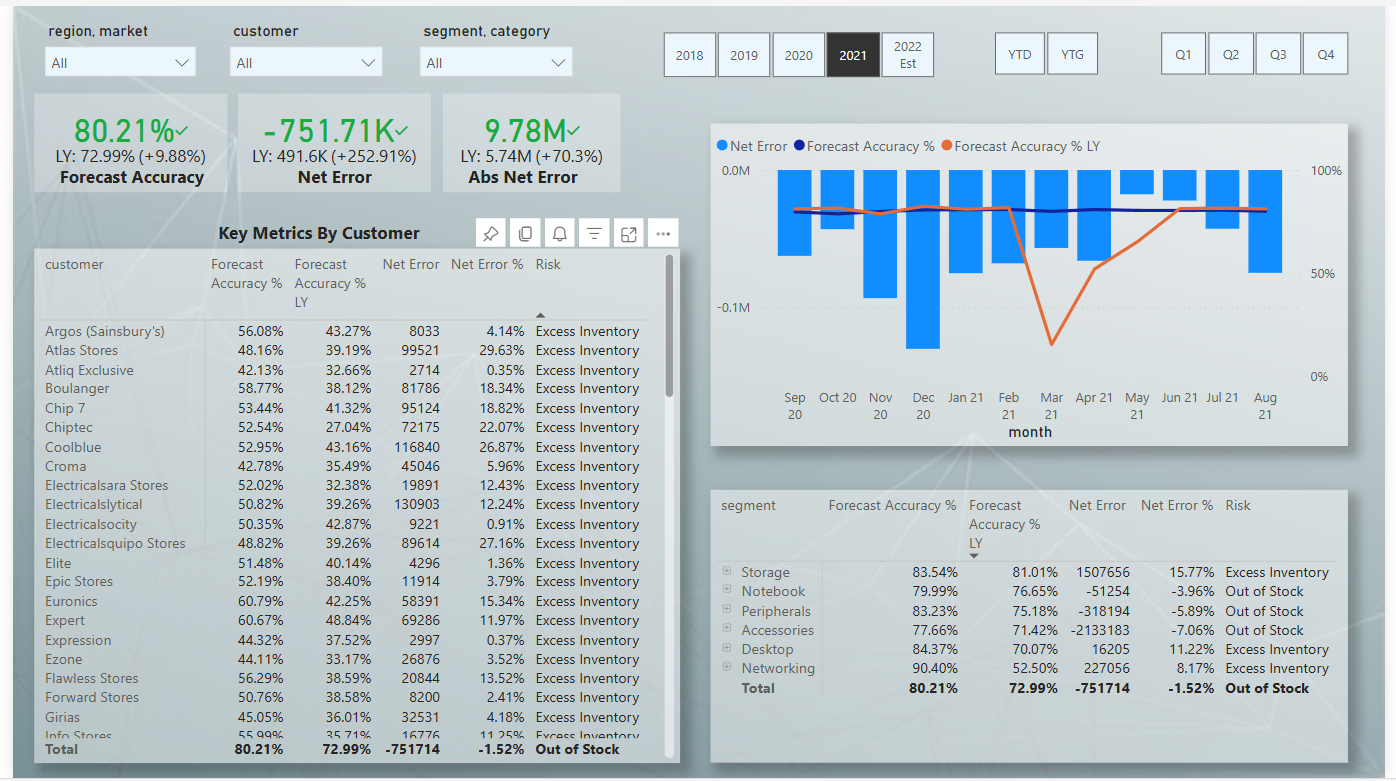 region, market
customer
segment, category
All
All
All
2018
2019
2020
2021
2022
Est
YTD
YTG
Q1
Q2
Q3
Q4
80.21%
LY: 72.99% (+9.88%)
Forecast Accuracy
-751.71K
LY: 491.6K (+252.91%)
Net Error
9.78M
LY: 5.74M (+70.3%)
Abs Net Error
Net Error Forecast Accuracy % Forecast Accuracy % LY
0.0M
-0.1M
100%
50%
0%
Sep 20
Oct 20
Nov 20
Dec 20
Jan 21
Feb 21
Mar 21
Apr 21
May 21
Jun 21
Jul 21
Aug 21
month
Key Metrics By Customer
customer Forecast Accuracy % Forecast Accuracy % LY Net Error Net Error % Risk
Argos (Sainsbury's) 56.08% 43.27% 8033 4.14% Excess Inventory
Atlas Stores 48.16% 39.19% 99521 29.63% Excess Inventory
Atliq Exclusive 42.13% 32.66% 2714 0.35% Excess Inventory
Boulanger 58.77% 38.12% 81786 18.34% Excess Inventory
Chip 7 53.44% 41.32% 95124 18.82% Excess Inventory
Chiptec 52.54% 27.04% 72175 22.07% Excess Inventory
Coolblue 52.95% 43.16% 116840 26.87% Excess Inventory
Croma 42.78% 35.49% 45046 5.96% Excess Inventory
Electricalsara Stores 52.02% 32.38% 19891 12.43% Excess Inventory
Electricalslytical 50.82% 39.26% 130903 12.24% Excess Inventory
Electricalsocity 50.35% 42.87% 9221 0.91% Excess Inventory
Electricalsquipo Stores 48.82% 39.26% 89614 27.16% Excess Inventory
Elite 51.48% 40.14% 4296 1.36% Excess Inventory
Epic Stores 52.19% 38.40% 11914 3.79% Excess Inventory
Euronics 60.79% 42.25% 58391 15.34% Excess Inventory
Expert 60.67% 48.84% 69286 11.97% Excess Inventory
Expression 44.32% 37.52% 2997 0.37% Excess Inventory
Ezone 44.11% 33.17% 26876 3.52% Excess Inventory
Flawless Stores 56.29% 38.59% 20844 13.52% Excess Inventory
Forward Stores 50.76% 38.58% 8200 2.41% Excess Inventory
Girias 45.05% 36.01% 32531 4.18% Excess Inventory
Info Stores 55.99% 35.71% 16776 11.25% Excess Inventory
Total 80.21% 72.99% -751714 -1.52% Out of Stock
segment Forecast Accuracy % Forecast Accuracy % LY Net Error Net Error % Risk
Storage 83.54% 81.01% 1507656 15.77% Excess Inventory
Notebook 79.99% 76.65% -51254 -3.96% Out of Stock
Peripherals 83.23% 75.18% -318194 -5.89% Out of Stock
Accessories 77.66% 71.42% -2133183 -7.06% Out of Stock
Desktop 84.37% 70.07% 16205 11.22% Excess Inventory
Networking 90.40% 52.50% 227056 8.17% Excess Inventory
Total 80.21% 72.99% -751714 -1.52% Out of Stock